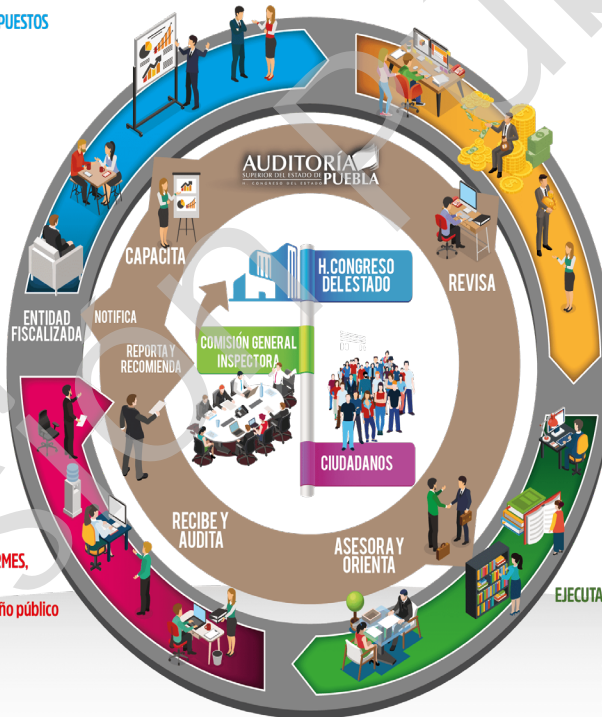 PUESTOS
AUDITORÍA
SUPERIOR DEL ESTADO DE PUEBLA
H. CONGRESO DEL ESTADO
CAPACITA
H. CONGRESO
DEL ESTADO
REVISA
ENTIDAD
FISCALIZADA
NOTIFICA
REPORTA Y
RECOMIENDA
COMISIÓN GENERAL
INSPECTORA
CIUDADANOS
RECIBE Y
AUDITA
ASESORA Y
ORIENTA
RMES,
ño público
EJECUTA